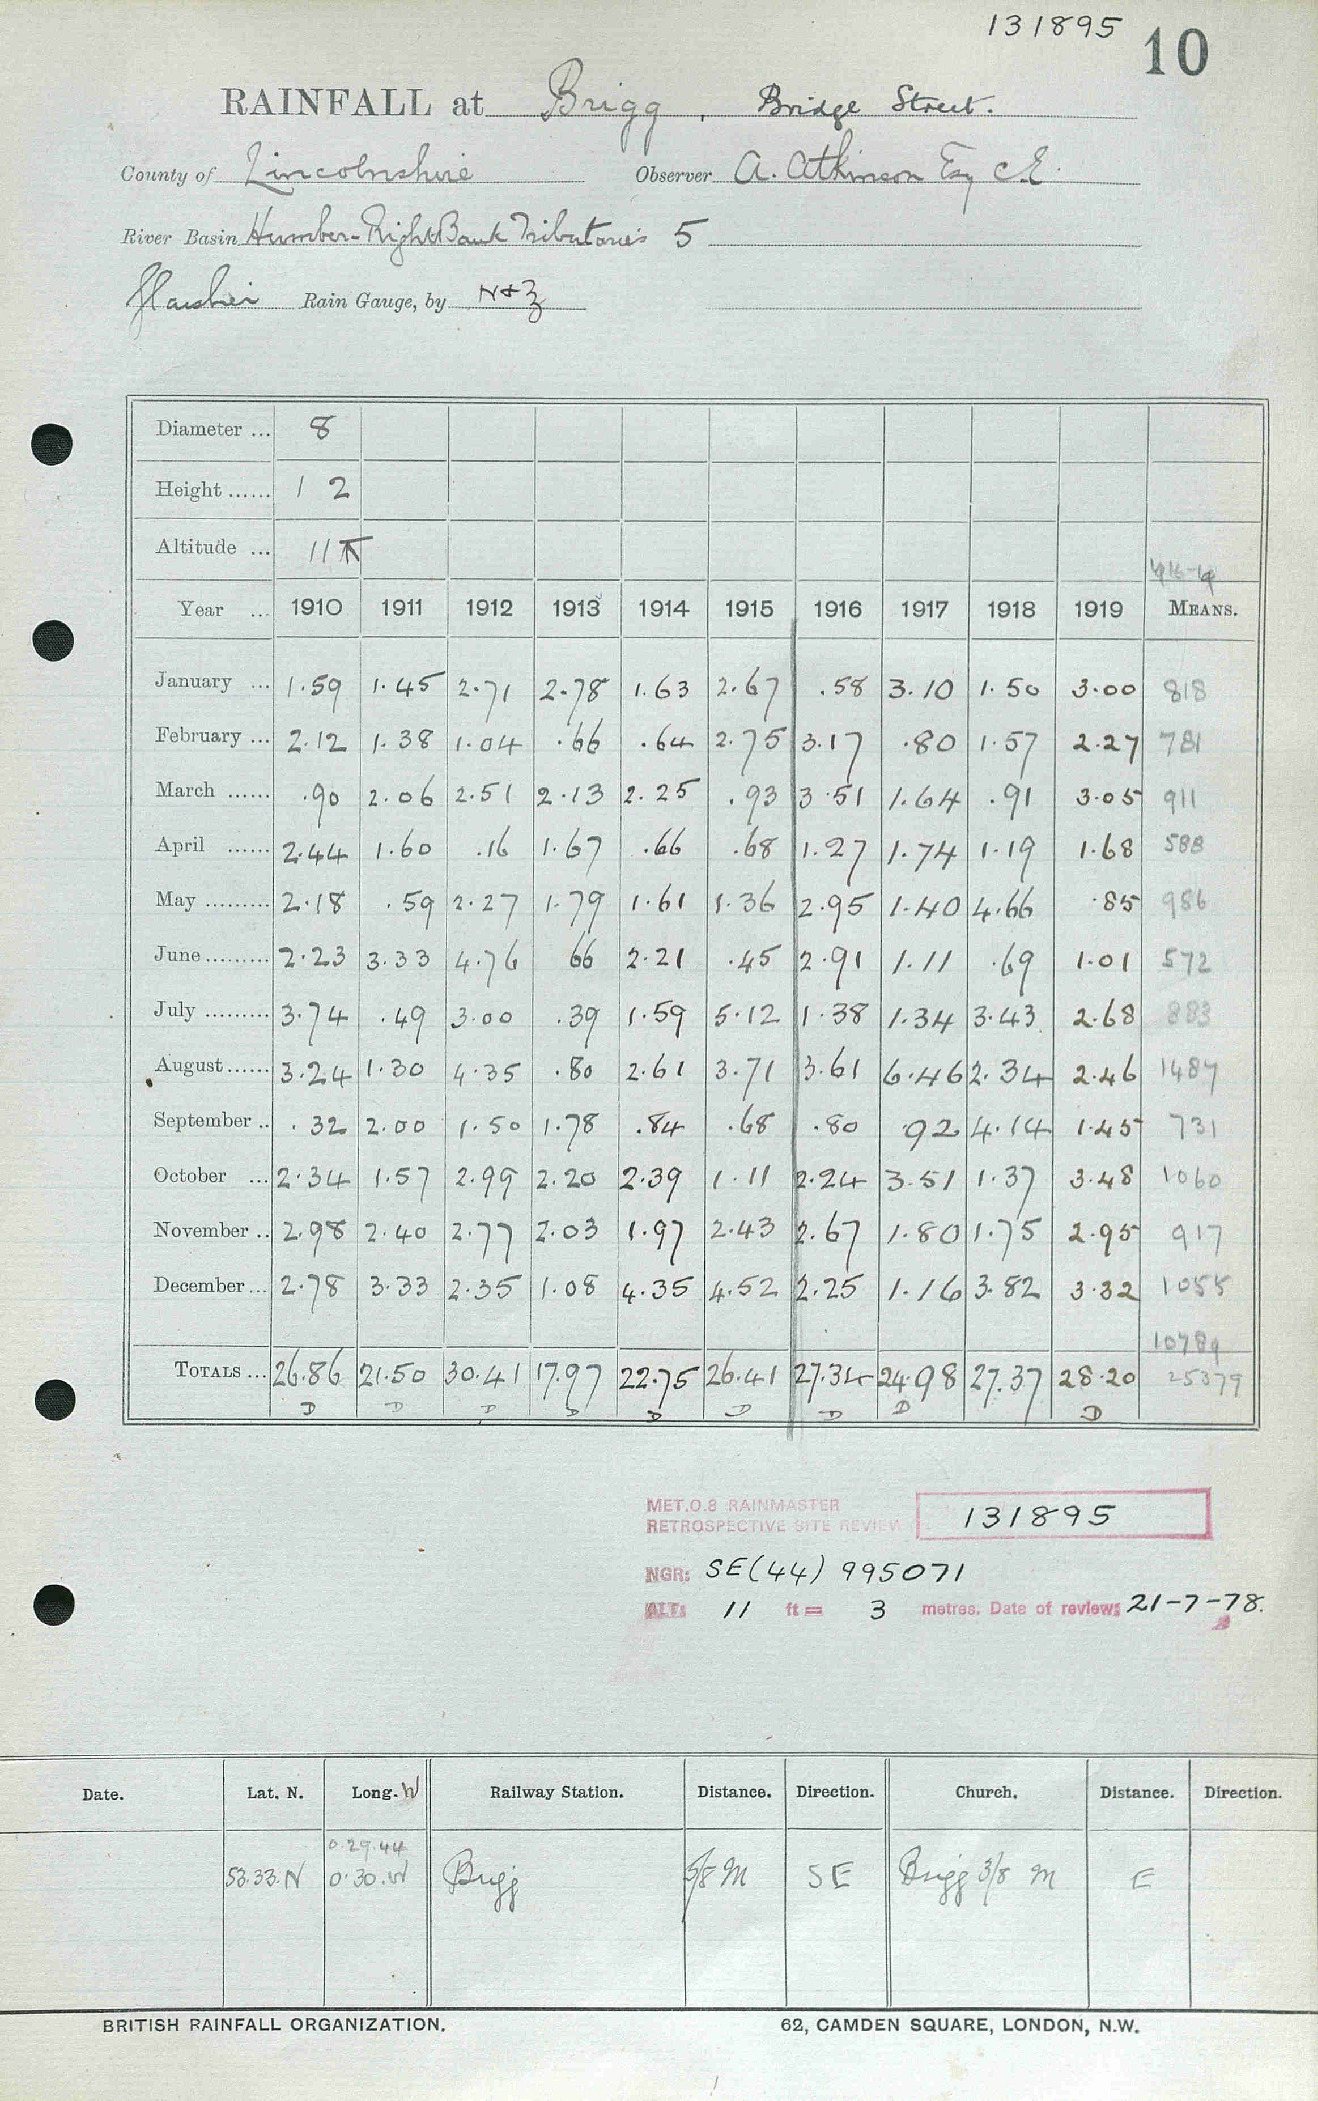 131895
10
RAINFALL at Brigg, Bridge Street.
County of Lincolnshire Observer A. Atkinson Esq C.E.
River Basin Humber-Right Bank Tributaries 5
Glaisher Rain Gauge, by N+Z
Diameter ... 8
Height ...... 1 2
Altitude ... 11
1916-19
Year ... 1910 1911 1912 1913 1914 1915 1916 1917 1918 1919 MEANS.
January ... 1.59 1.45 2.71 2.78 1.63 2.67 .58 3.10 1.50 3.00 818
February ... 2.12 1.38 1.04 .66 .64 2.75 3.17 .80 1.57 2.27 781
March ...... .90 2.06 2.51 2.13 2.25 .93 3.51 1.64 .91 3.05 911
April ...... 2.44 1.60 .16 1.67 .66 .68 1.27 1.74 1.19 1.68 588
May ......... 2.18 .59 2.27 1.79 1.61 1.36 2.95 1.40 4.66 .85 986
June ......... 2.23 3.33 4.76 66 2.21 .45 2.91 1.11 .69 1.01 572
July ......... 3.74 .49 3.00 .39 1.59 5.12 1.38 1.34 3.43 2.68 883
August ...... 3.24 1.30 4.35 .80 2.61 3.71 3.61 6.46 2.34 2.46 1487
September .. .32 2.00 1.50 1.78 .84 .68 .80 .92 4.14 1.45 731
October ... 2.34 1.57 2.99 2.20 2.39 1.11 2.24 3.51 1.37 3.48 1060
November .. 2.98 2.40 2.77 2.03 1.97 2.43 2.67 1.80 1.75 2.95 917
December ... 2.78 3.33 2.35 1.08 4.35 4.52 2.25 1.16 3.82 3.32 1055
10789
TOTALS ... 26.86 21.50 30.41 17.97 22.75 26.41 27.34 24.98 27.37 28.20 25379
D D D D D D D D D
MET.O.8 RAINMASTER
RETROSPECTIVE SITE REVIEW 131895
NGR: SE(44) 995071
ALT: 11 ft = 3 metres. Date of review: 21-7-78.
Date. Lat. N. Long. W Railway Station. Distance. Direction. Church. Distance. Direction.
0.29.44
53.33.N 0.30.W Brigg 5/8 M SE Brigg 3/8 M E
BRITISH RAINFALL ORGANIZATION. 62, CAMDEN SQUARE, LONDON, N.W.